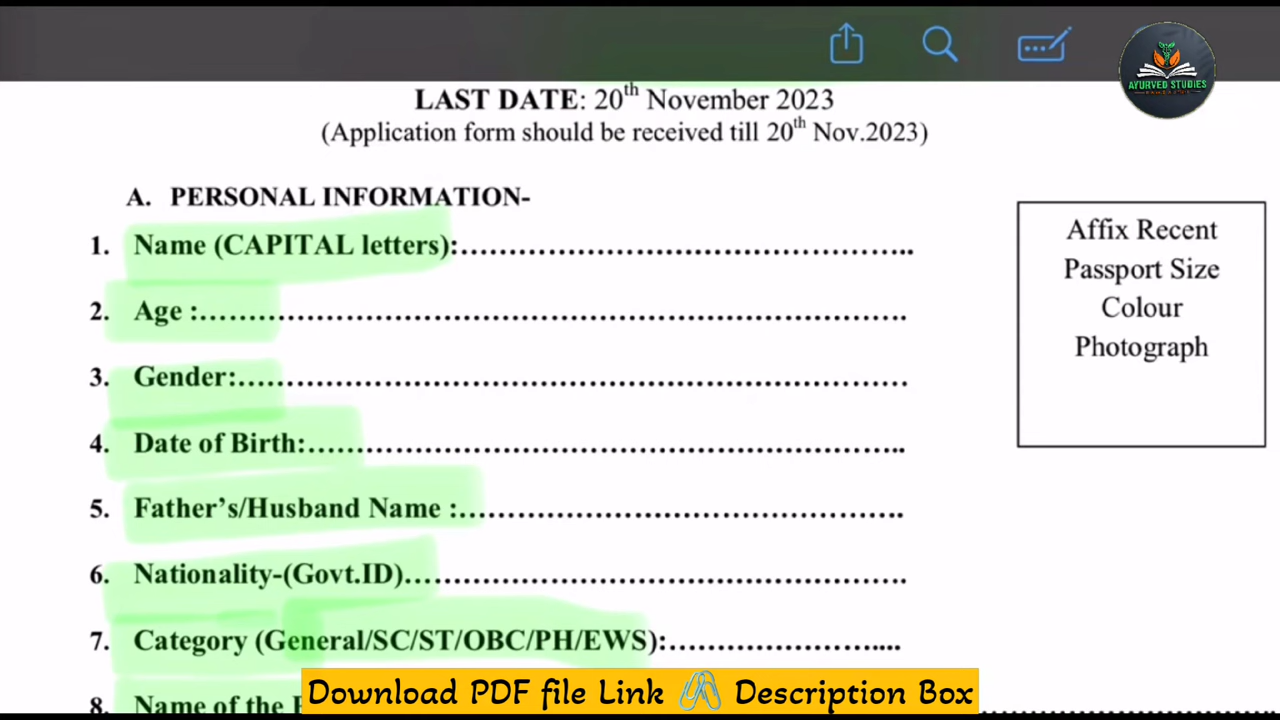 AYURVED STUDIES
LAST DATE: 20th November 2023
(Application form should be received till 20th Nov.2023)
A. PERSONAL INFORMATION-
1. Name (CAPITAL letters):…………………………………………..
2. Age :……………………………………………………………….
3. Gender:……………………………………………………………
4. Date of Birth:……………………………………………………..
5. Father’s/Husband Name :………………………………………….
6. Nationality-(Govt.ID)……………………………………………….
7. Category (General/SC/ST/OBC/PH/EWS):…………………....
8. Name of the
Affix Recent
Passport Size
Colour
Photograph
Download PDF file Link 🖇️ Description Box